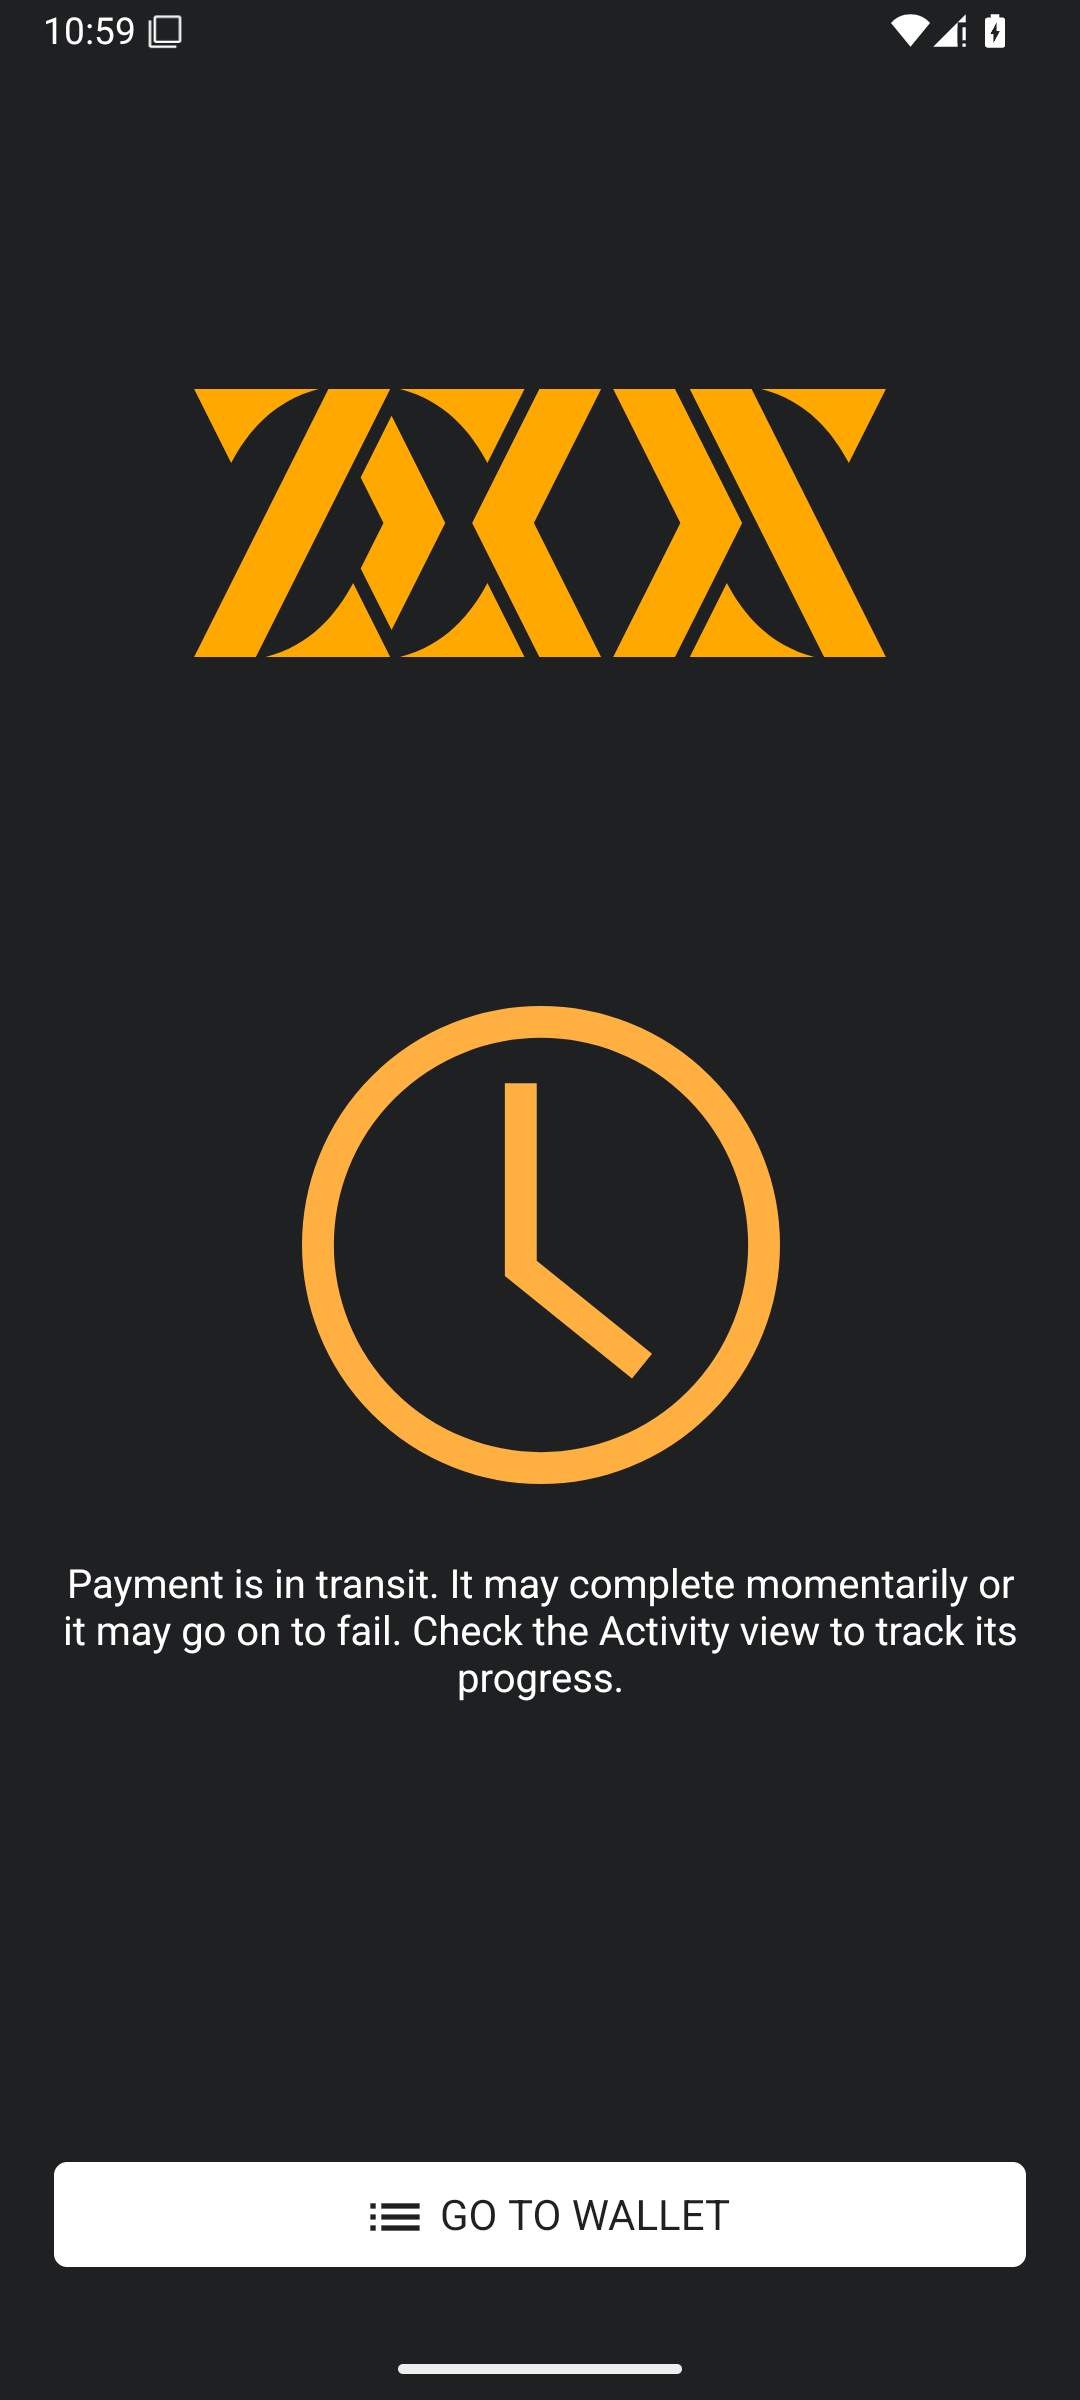 10:59
Payment is in transit. It may complete momentarily or
it may go on to fail. Check the Activity view to track its
progress.
GO TO WALLET